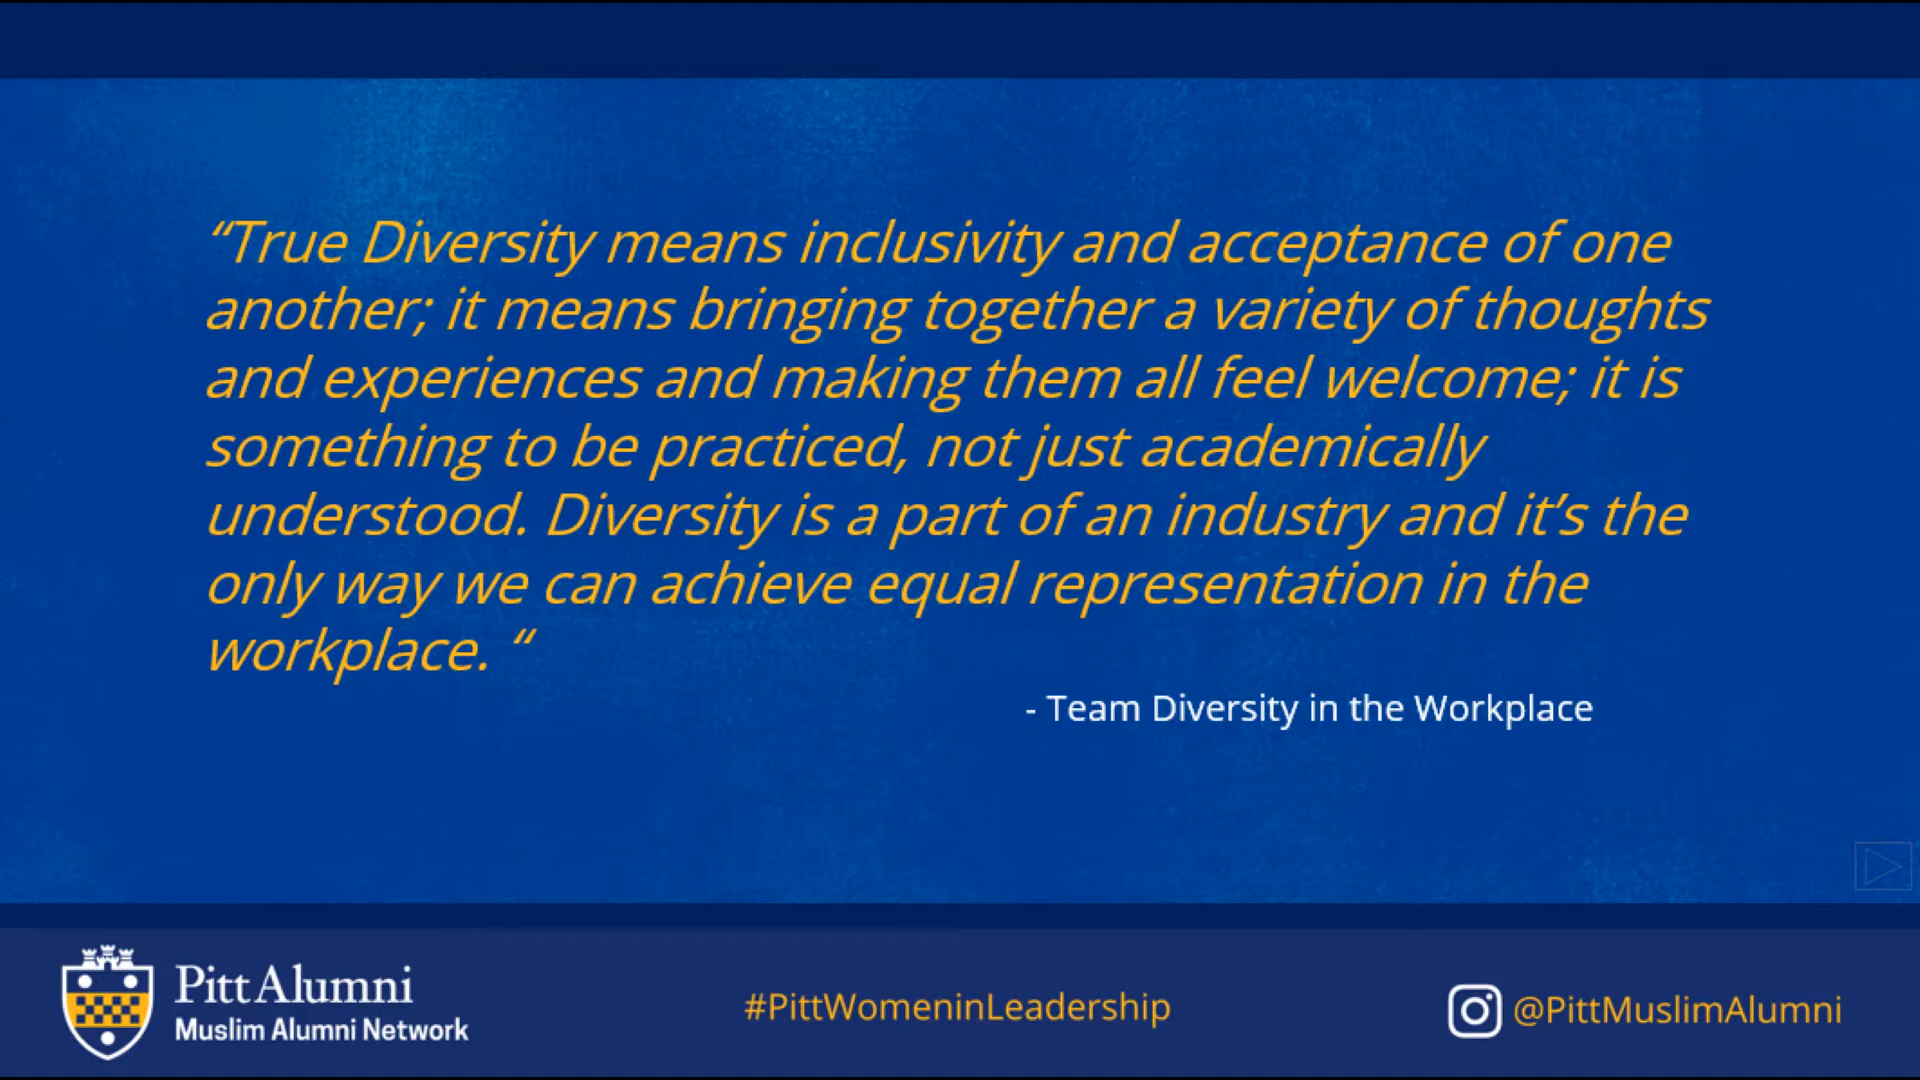 “True Diversity means inclusivity and acceptance of one
another; it means bringing together a variety of thoughts
and experiences and making them all feel welcome; it is
something to be practiced, not just academically
understood. Diversity is a part of an industry and it’s the
only way we can achieve equal representation in the
workplace. “
- Team Diversity in the Workplace
Pitt Alumni
Muslim Alumni Network
#PittWomeninLeadership
@PittMuslimAlumni